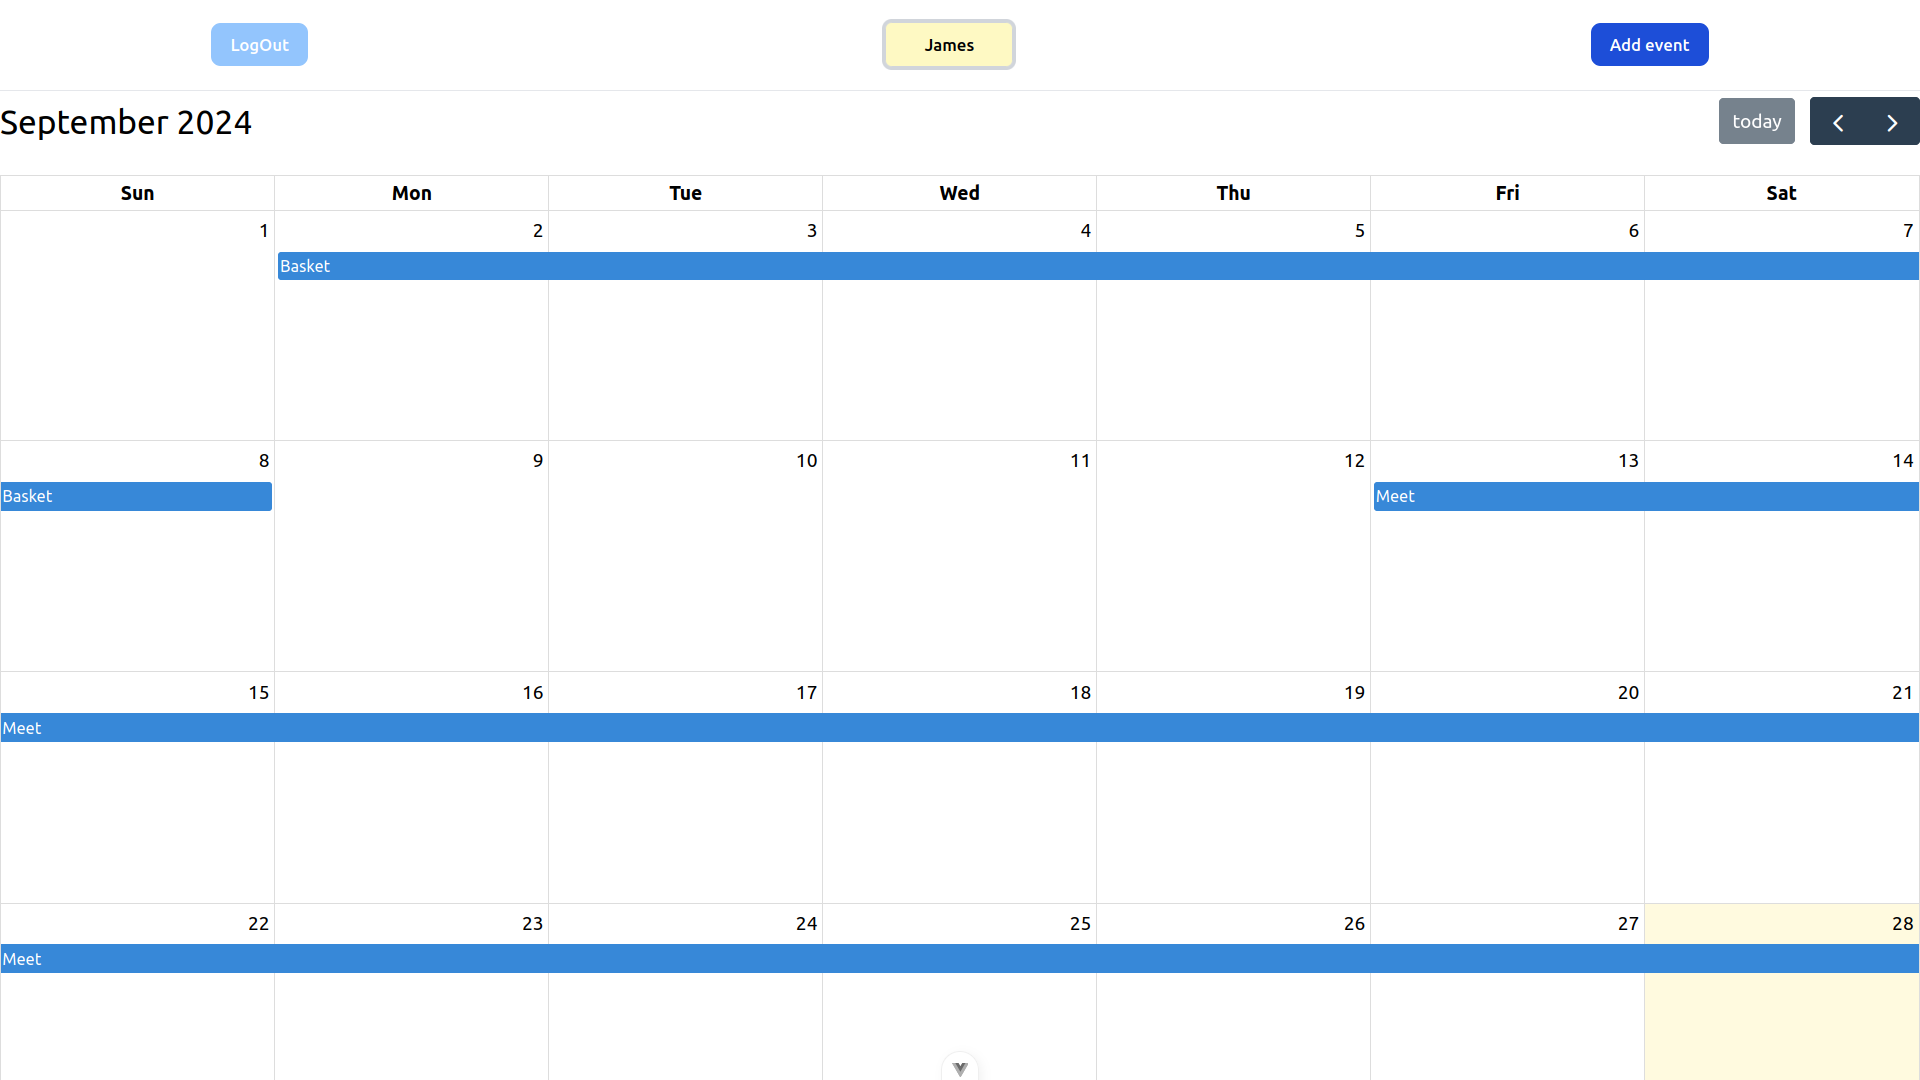 LogOut James Add event
September 2024 today
Sun Mon Tue Wed Thu Fri Sat
1 2 3 4 5 6 7
Basket
8 9 10 11 12 13 14
Basket Meet
15 16 17 18 19 20 21
Meet
22 23 24 25 26 27 28
Meet